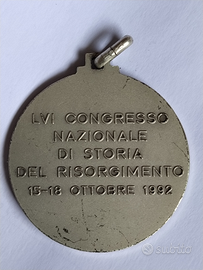 LVI CONGRESSO
NAZIONALE
DI STORIA
DEL RISORGIMENTO
15-18 OTTOBRE 1992